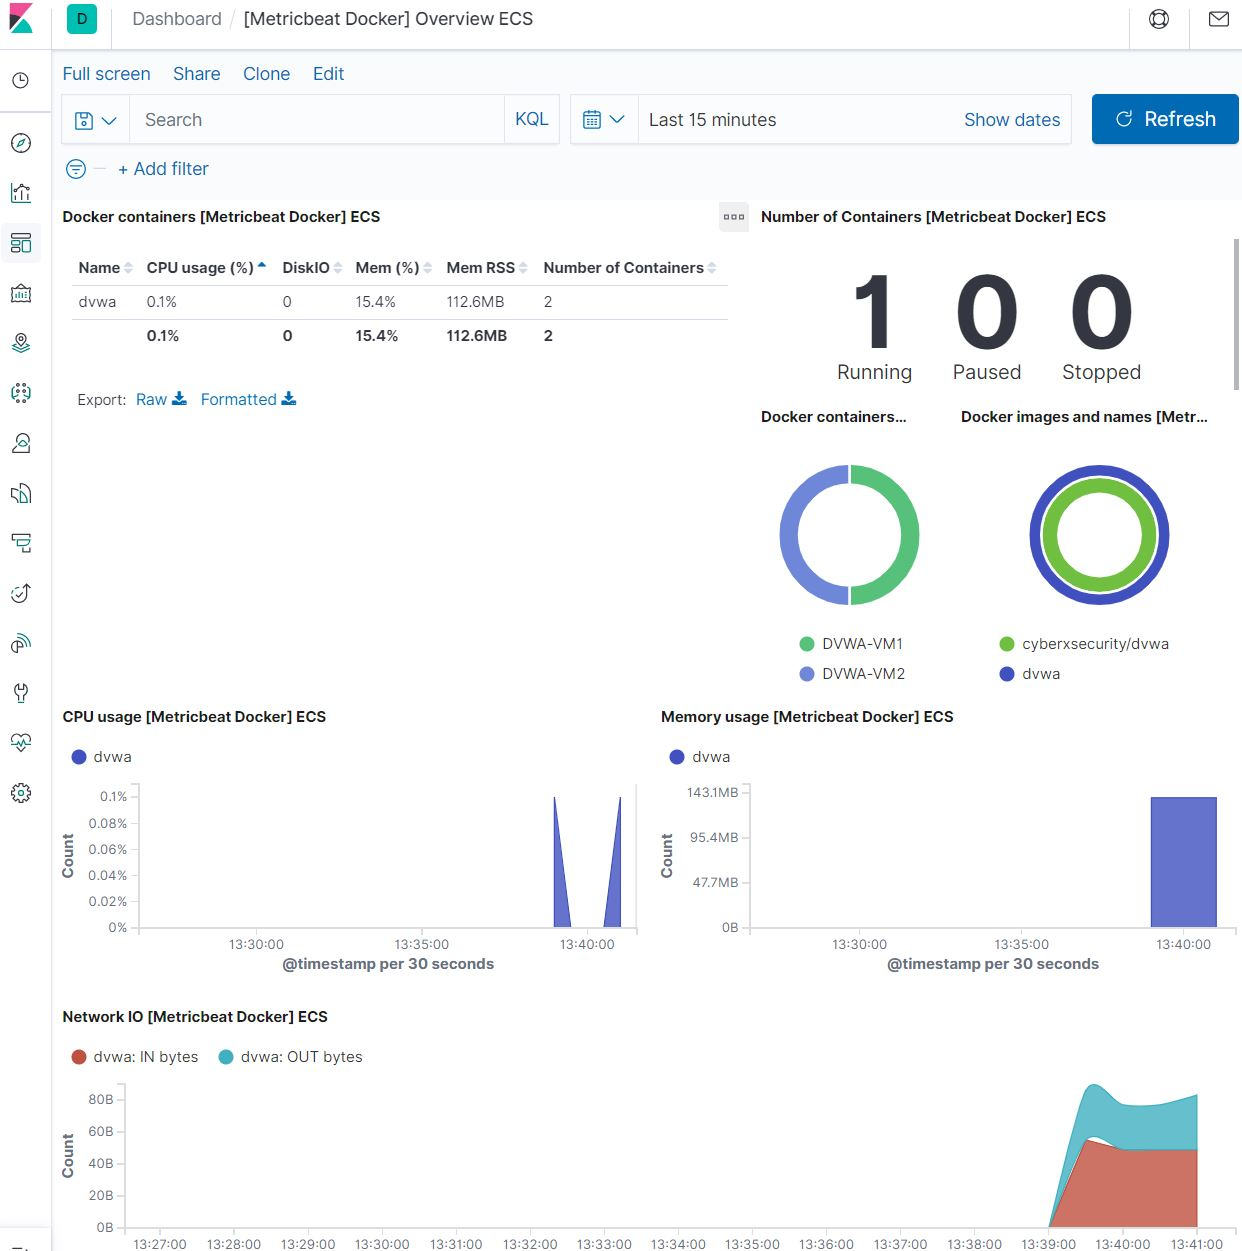 D Dashboard / [Metricbeat Docker] Overview ECS
Full screen Share Clone Edit
Search KQL Last 15 minutes Show dates Refresh
+ Add filter
Docker containers [Metricbeat Docker] ECS
Name CPU usage (%) DiskIO Mem (%) Mem RSS Number of Containers
dvwa 0.1% 0 15.4% 112.6MB 2
0.1% 0 15.4% 112.6MB 2
Export: Raw Formatted
Number of Containers [Metricbeat Docker] ECS
1 0 0
Running Paused Stopped
Docker containers...
DVWA-VM1
DVWA-VM2
Docker images and names [Metr...
cyberxsecurity/dvwa
dvwa
CPU usage [Metricbeat Docker] ECS
dvwa
Count
0.1%
0.08%
0.06%
0.04%
0.02%
0%
13:30:00 13:35:00 13:40:00
@timestamp per 30 seconds
Memory usage [Metricbeat Docker] ECS
dvwa
Count
143.1MB
95.4MB
47.7MB
0B
13:30:00 13:35:00 13:40:00
@timestamp per 30 seconds
Network IO [Metricbeat Docker] ECS
dvwa: IN bytes dvwa: OUT bytes
Count
80B
60B
40B
20B
0B
13:27:00 13:28:00 13:29:00 13:30:00 13:31:00 13:32:00 13:33:00 13:34:00 13:35:00 13:36:00 13:37:00 13:38:00 13:39:00 13:40:00 13:41:00